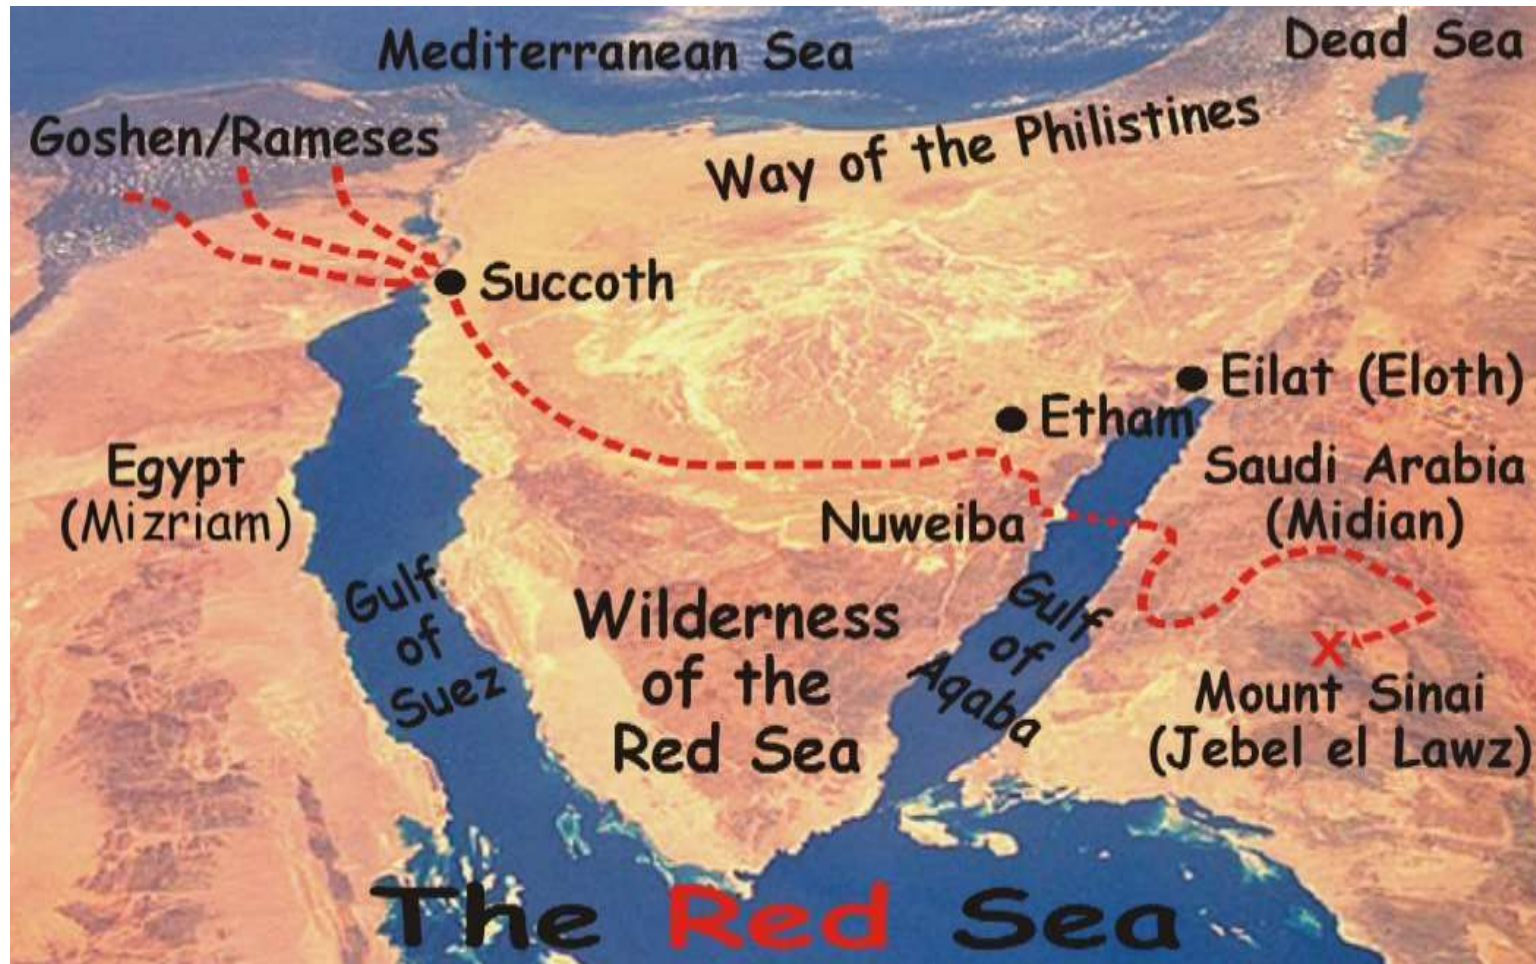 Mediterranean Sea
Dead Sea
Goshen/Rameses
Way of the Philistines
Succoth
Eilat (Eloth)
Etham
Egypt
(Mizriam)
Saudi Arabia
(Midian)
Nuweiba
Gulf
of
Suez
Wilderness
of the
Red Sea
Gulf
of
Aqaba
X
Mount Sinai
(Jebel el Lawz)
The Red Sea